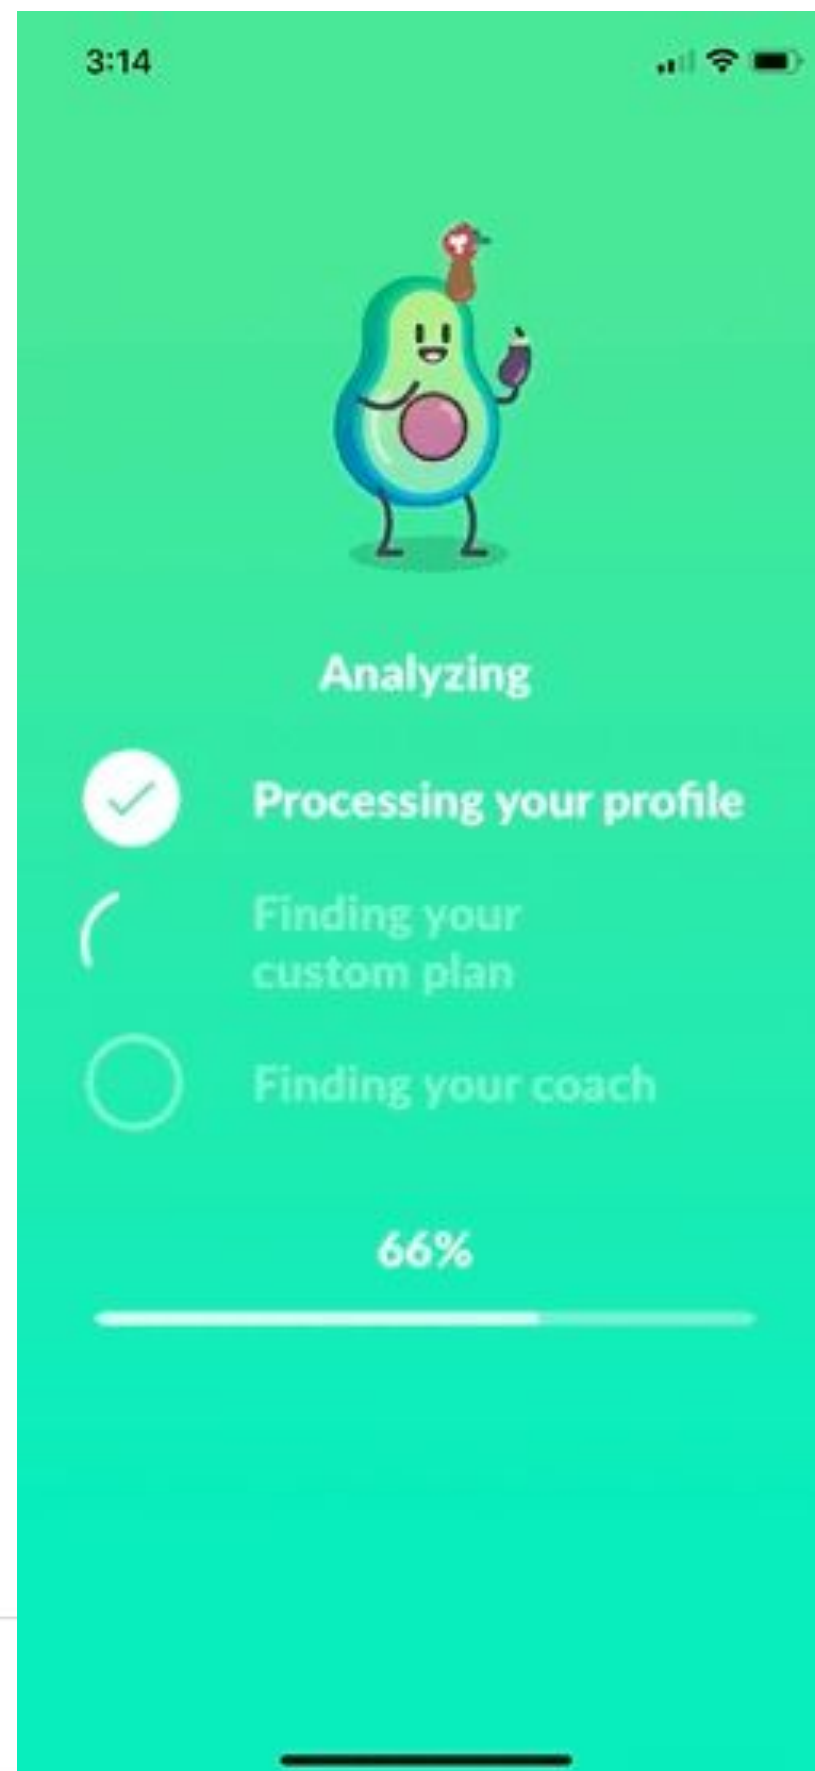 3:14
Analyzing
Processing your profile
Finding your
custom plan
Finding your coach
66%